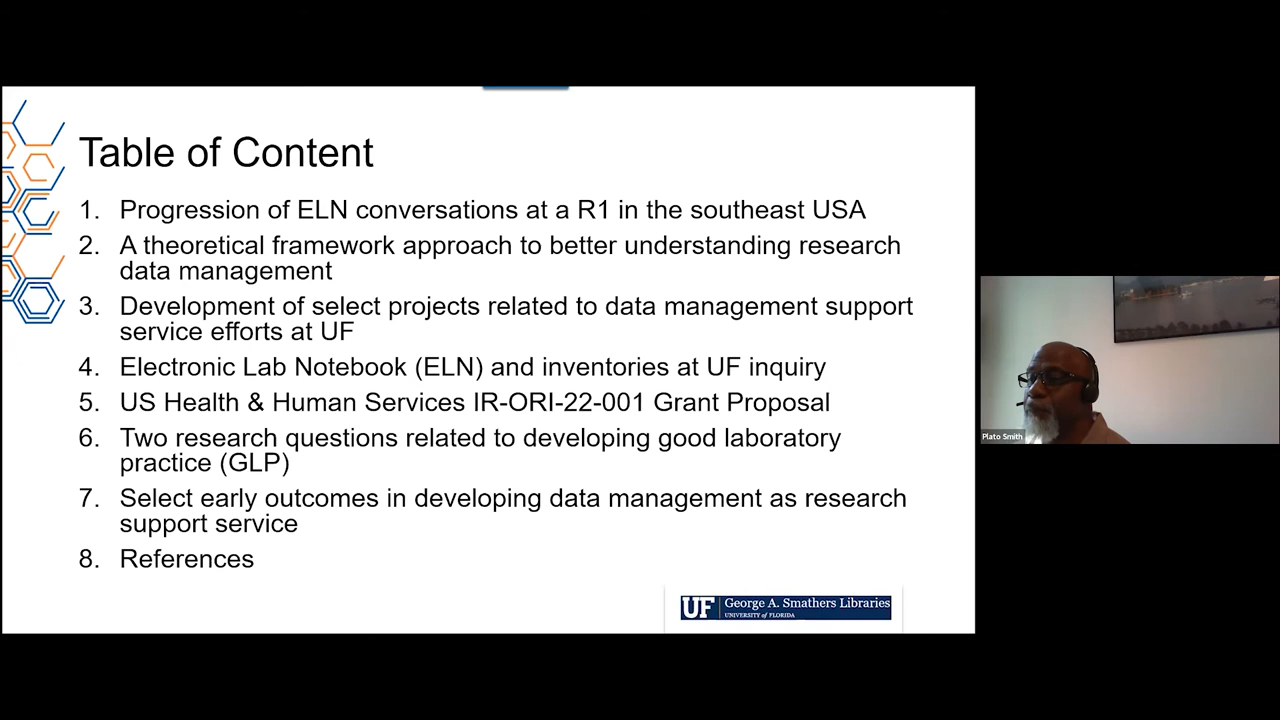 Table of Content
1. Progression of ELN conversations at a R1 in the southeast USA
2. A theoretical framework approach to better understanding research
data management
3. Development of select projects related to data management support
service efforts at UF
4. Electronic Lab Notebook (ELN) and inventories at UF inquiry
5. US Health & Human Services IR-ORI-22-001 Grant Proposal
6. Two research questions related to developing good laboratory
practice (GLP)
7. Select early outcomes in developing data management as research
support service
8. References
UF George A. Smathers Libraries
UNIVERSITY of FLORIDA
Plato Smith